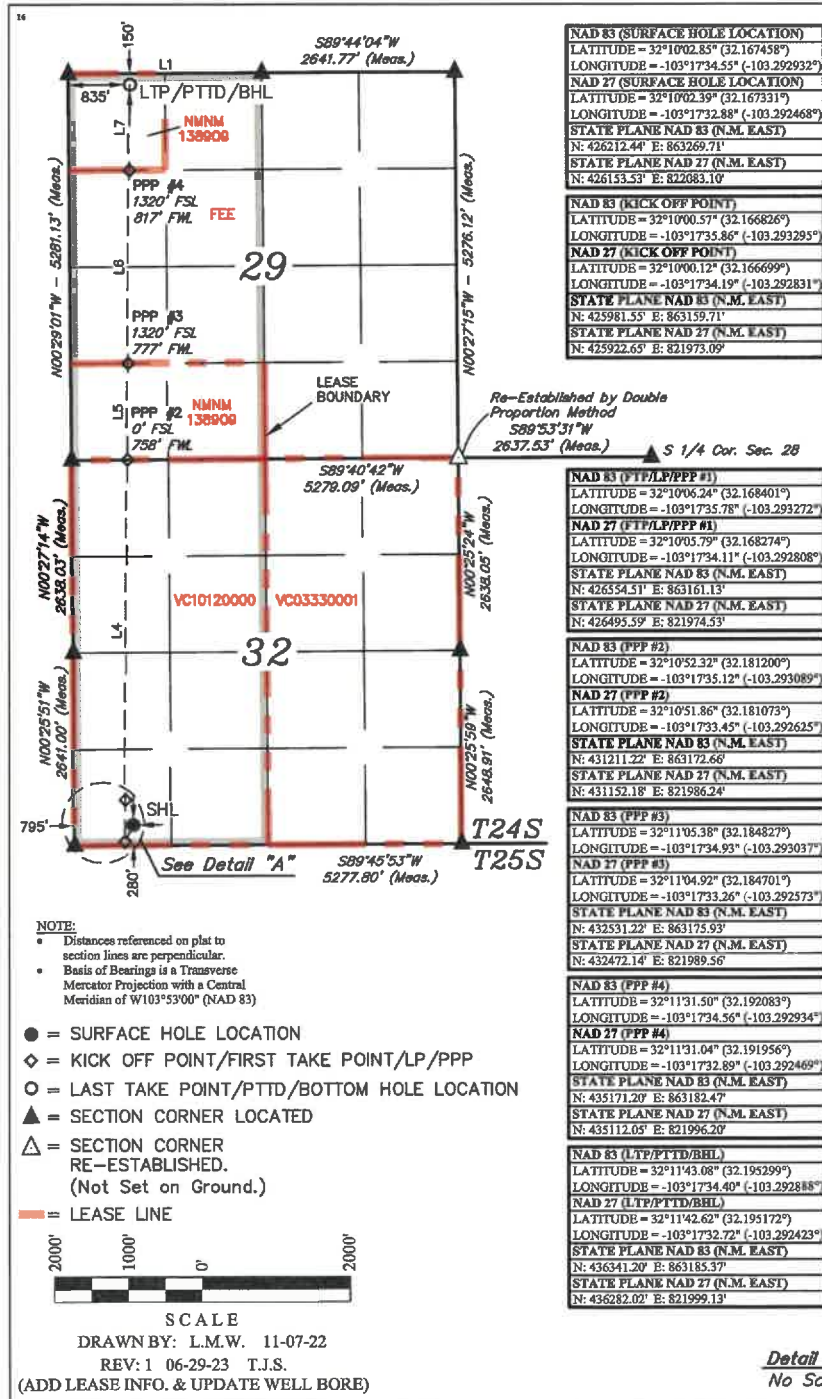 16
150'
L1
S89°44'04"W
2641.77' (Meas.)
835'
LTP/PTTD/BHL
L7
NMNM
138909
PPP #4
1320' FSL
817' FWL
FEE
N00°29'01"W - 5281.13' (Meas.)
L6
29
N00°27'15"W - 5276.12' (Meas.)
PPP #3
1320' FSL
777' FWL
L5
PPP #2
0' FSL
758' FWL
NMNM
138909
LEASE
BOUNDARY
Re-Established by Double
Proportion Method
S89°53'31"W
2637.53' (Meas.)
S 1/4 Cor. Sec. 28
S89°40'42"W
5279.09' (Meas.)
N00°27'14"W
2638.03' (Meas.)
N00°25'24"W
2638.05' (Meas.)
L4
VC10120000
VC03330001
32
N00°25'51"W
2641.00' (Meas.)
N00°25'59"W
2648.91' (Meas.)
795'
SHL
280'
See Detail "A"
S89°45'53"W
5277.80' (Meas.)
T24S
T25S
NOTE:
• Distances referenced on plat to
section lines are perpendicular.
• Basis of Bearings is a Transverse
Mercator Projection with a Central
Meridian of W103°53'00" (NAD 83)
= SURFACE HOLE LOCATION
= KICK OFF POINT/FIRST TAKE POINT/LP/PPP
= LAST TAKE POINT/PTTD/BOTTOM HOLE LOCATION
= SECTION CORNER LOCATED
= SECTION CORNER
RE-ESTABLISHED.
(Not Set on Ground.)
= LEASE LINE
2000'
1000'
0'
2000'
SCALE
DRAWN BY: L.M.W. 11-07-22
REV: 1 06-29-23 T.J.S.
(ADD LEASE INFO. & UPDATE WELL BORE)
NAD 83 (SURFACE HOLE LOCATION)
LATITUDE = 32°10'02.85" (32.167458°)
LONGITUDE = -103°17'34.55" (-103.292932°)
NAD 27 (SURFACE HOLE LOCATION)
LATITUDE = 32°10'02.39" (32.167331°)
LONGITUDE = -103°17'32.88" (-103.292468°)
STATE PLANE NAD 83 (N.M. EAST)
N: 426212.44' E: 863269.71'
STATE PLANE NAD 27 (N.M. EAST)
N: 426153.53' E: 822083.10'
NAD 83 (KICK OFF POINT)
LATITUDE = 32°10'00.57" (32.166826°)
LONGITUDE = -103°17'35.86" (-103.293295°)
NAD 27 (KICK OFF POINT)
LATITUDE = 32°10'00.12" (32.166699°)
LONGITUDE = -103°17'34.19" (-103.292831°)
STATE PLANE NAD 83 (N.M. EAST)
N: 425981.55' E: 863159.71'
STATE PLANE NAD 27 (N.M. EAST)
N: 425922.65' E: 821973.09'
NAD 83 (FTP/LP/PPP #1)
LATITUDE = 32°10'06.24" (32.168401°)
LONGITUDE = -103°17'35.78" (-103.293272°)
NAD 27 (FTP/LP/PPP #1)
LATITUDE = 32°10'05.79" (32.168274°)
LONGITUDE = -103°17'34.11" (-103.292808°)
STATE PLANE NAD 83 (N.M. EAST)
N: 426554.51' E: 863161.13'
STATE PLANE NAD 27 (N.M. EAST)
N: 426495.59' E: 821974.53'
NAD 83 (PPP #2)
LATITUDE = 32°10'52.32" (32.181200°)
LONGITUDE = -103°17'35.12" (-103.293089°)
NAD 27 (PPP #2)
LATITUDE = 32°10'51.86" (32.181073°)
LONGITUDE = -103°17'33.45" (-103.292625°)
STATE PLANE NAD 83 (N.M. EAST)
N: 431211.22' E: 863172.66'
STATE PLANE NAD 27 (N.M. EAST)
N: 431152.18' E: 821986.24'
NAD 83 (PPP #3)
LATITUDE = 32°11'05.38" (32.184827°)
LONGITUDE = -103°17'34.93" (-103.293037°)
NAD 27 (PPP #3)
LATITUDE = 32°11'04.92" (32.184701°)
LONGITUDE = -103°17'33.26" (-103.292573°)
STATE PLANE NAD 83 (N.M. EAST)
N: 432531.22' E: 863175.93'
STATE PLANE NAD 27 (N.M. EAST)
N: 432472.14' E: 821989.56'
NAD 83 (PPP #4)
LATITUDE = 32°11'31.50" (32.192083°)
LONGITUDE = -103°17'34.56" (-103.292934°)
NAD 27 (PPP #4)
LATITUDE = 32°11'31.04" (32.191956°)
LONGITUDE = -103°17'32.89" (-103.292469°)
STATE PLANE NAD 83 (N.M. EAST)
N: 435171.20' E: 863182.47'
STATE PLANE NAD 27 (N.M. EAST)
N: 435112.05' E: 821996.20'
NAD 83 (LTP/PTTD/BHL)
LATITUDE = 32°11'43.08" (32.195299°)
LONGITUDE = -103°17'34.40" (-103.292888°)
NAD 27 (LTP/PTTD/BHL)
LATITUDE = 32°11'42.62" (32.195172°)
LONGITUDE = -103°17'32.72" (-103.292423°)
STATE PLANE NAD 83 (N.M. EAST)
N: 436341.20' E: 863185.37'
STATE PLANE NAD 27 (N.M. EAST)
N: 436282.02' E: 821999.13'
Detail
No Sc